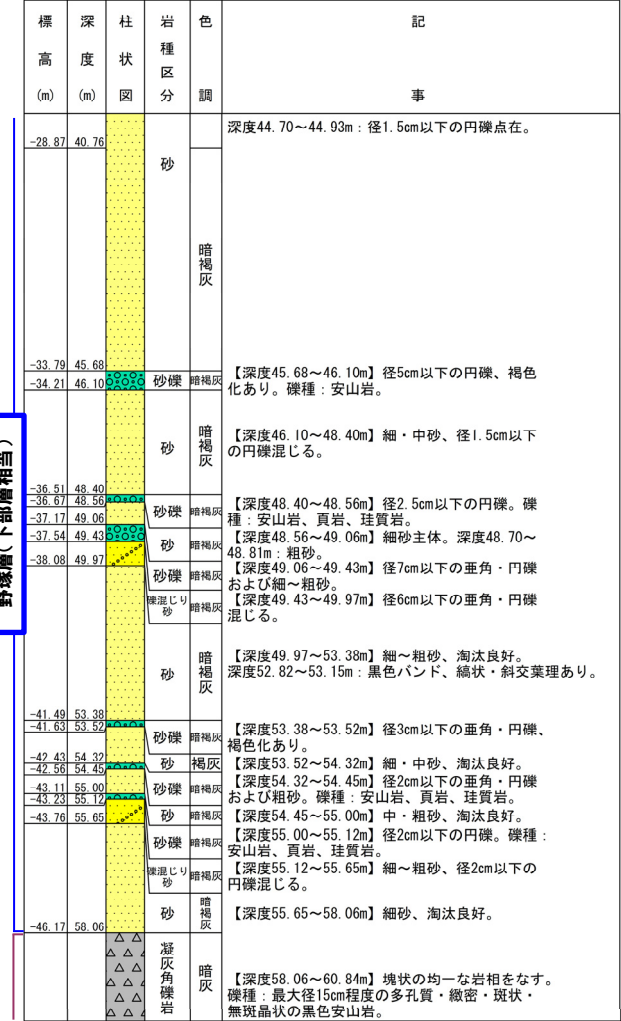 標高(m)
深度(m)
柱状図
岩種区分
色調
記事
深度44.70～44.93m：径1.5cm以下の円礫点在。
-28.87 40.76
砂
暗褐灰
-33.79 45.68
【深度45.68～46.10m】径5cm以下の円礫、褐色
化あり。礫種：安山岩。
-34.21 46.10 砂礫 暗褐灰
砂 暗褐灰
【深度46.10～48.40m】細・中砂、径1.5cm以下
の円礫混じる。
-36.51 48.40
-36.67 48.56
砂礫 暗褐灰
【深度48.40～48.56m】径2.5cm以下の円礫。礫
種：安山岩、頁岩、珪質岩。
-37.17 49.06
-37.54 49.43
砂 暗褐灰
【深度48.56～49.06m】細砂主体。深度48.70～
48.81m：粗砂。
-38.08 49.97
砂礫 暗褐灰
【深度49.06～49.43m】径7cm以下の亜角・円礫
および細～粗砂。
礫混じり砂 暗褐灰
【深度49.43～49.97m】径6cm以下の亜角・円礫
混じる。
野塚層(下部層相当)
砂 暗褐灰
【深度49.97～53.38m】細～粗砂、淘汰良好。
深度52.82～53.15m：黒色バンド、縞状・斜交葉理あり。
-41.49 53.38
-41.63 53.52
砂礫 暗褐灰
【深度53.38～53.52m】径3cm以下の亜角・円礫、
褐色化あり。
-42.43 54.32
砂 褐灰
【深度53.52～54.32m】細・中砂、淘汰良好。
-42.56 54.45
砂礫 暗褐灰
【深度54.32～54.45m】径2cm以下の亜角・円礫
および粗砂。礫種：安山岩、頁岩、珪質岩。
-43.11 55.00
-43.23 55.12
砂 暗褐灰
【深度54.45～55.00m】中・粗砂、淘汰良好。
-43.76 55.65
砂礫 暗褐灰
【深度55.00～55.12m】径2cm以下の円礫。礫種：
安山岩、頁岩、珪質岩。
礫混じり砂 暗褐灰
【深度55.12～55.65m】細～粗砂、径2cm以下の
円礫混じる。
砂 暗褐灰
【深度55.65～58.06m】細砂、淘汰良好。
-46.17 58.06
凝灰角礫岩
暗灰
【深度58.06～60.84m】塊状の均一な岩相をなす。
礫種：最大径15cm程度の多孔質・緻密・斑状・
無斑晶状の黒色安山岩。